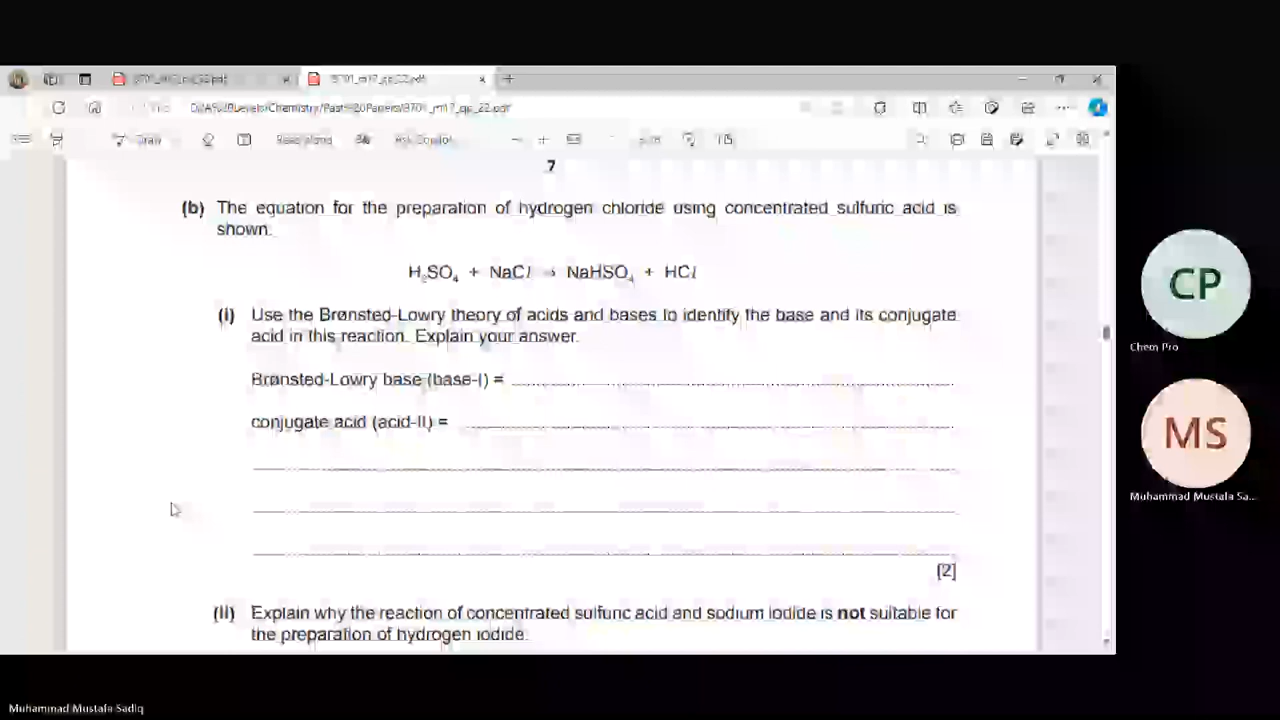 7
(b) The equation for the preparation of hydrogen chloride using concentrated sulfuric acid is
shown.
H₂SO₄ + NaCl → NaHSO₄ + HCl
(i) Use the Brønsted-Lowry theory of acids and bases to identify the base and its conjugate
acid in this reaction. Explain your answer.
Brønsted-Lowry base (base-I) =
conjugate acid (acid-II) =
[2]
(ii) Explain why the reaction of concentrated sulfuric acid and sodium iodide is not suitable for
the preparation of hydrogen iodide.
CP
Chem Pro
MS
Muhammad Mustafa Sa...
Muhammad Mustafa Sadiq